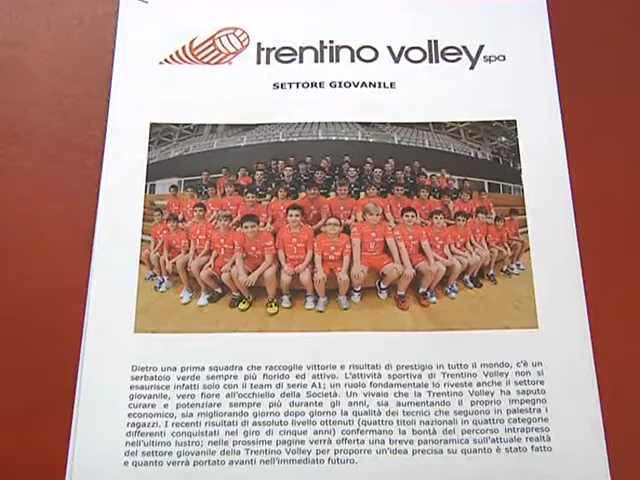 trentino volley spa
SETTORE GIOVANILE
Dietro una prima squadra che raccoglie vittorie e risultati di prestigio in tutto il mondo, c'è un
serbatoio verde sempre più florido ed attivo. L'attività sportiva di Trentino Volley non si
esaurisce infatti solo con il team di serie A1; un ruolo fondamentale lo riveste anche il settore
giovanile, vero fiore all'occhiello della Società. Un vivaio che la Trentino Volley ha saputo
curare e potenziare sempre più durante gli anni, sia aumentando il proprio impegno
economico, sia migliorando giorno dopo giorno la qualità dei tecnici che seguono in palestra i
ragazzi. I recenti risultati di assoluto livello ottenuti (quattro titoli nazionali in quattro categorie
differenti conquistati nel giro di cinque anni) confermano la bontà del percorso intrapreso
nell'ultimo lustro; nelle prossime pagine verrà offerta una breve panoramica sull'attuale realtà
del settore giovanile della Trentino Volley per proporre un'idea precisa su quanto è stato fatto
e quanto verrà portato avanti nell'immediato futuro.